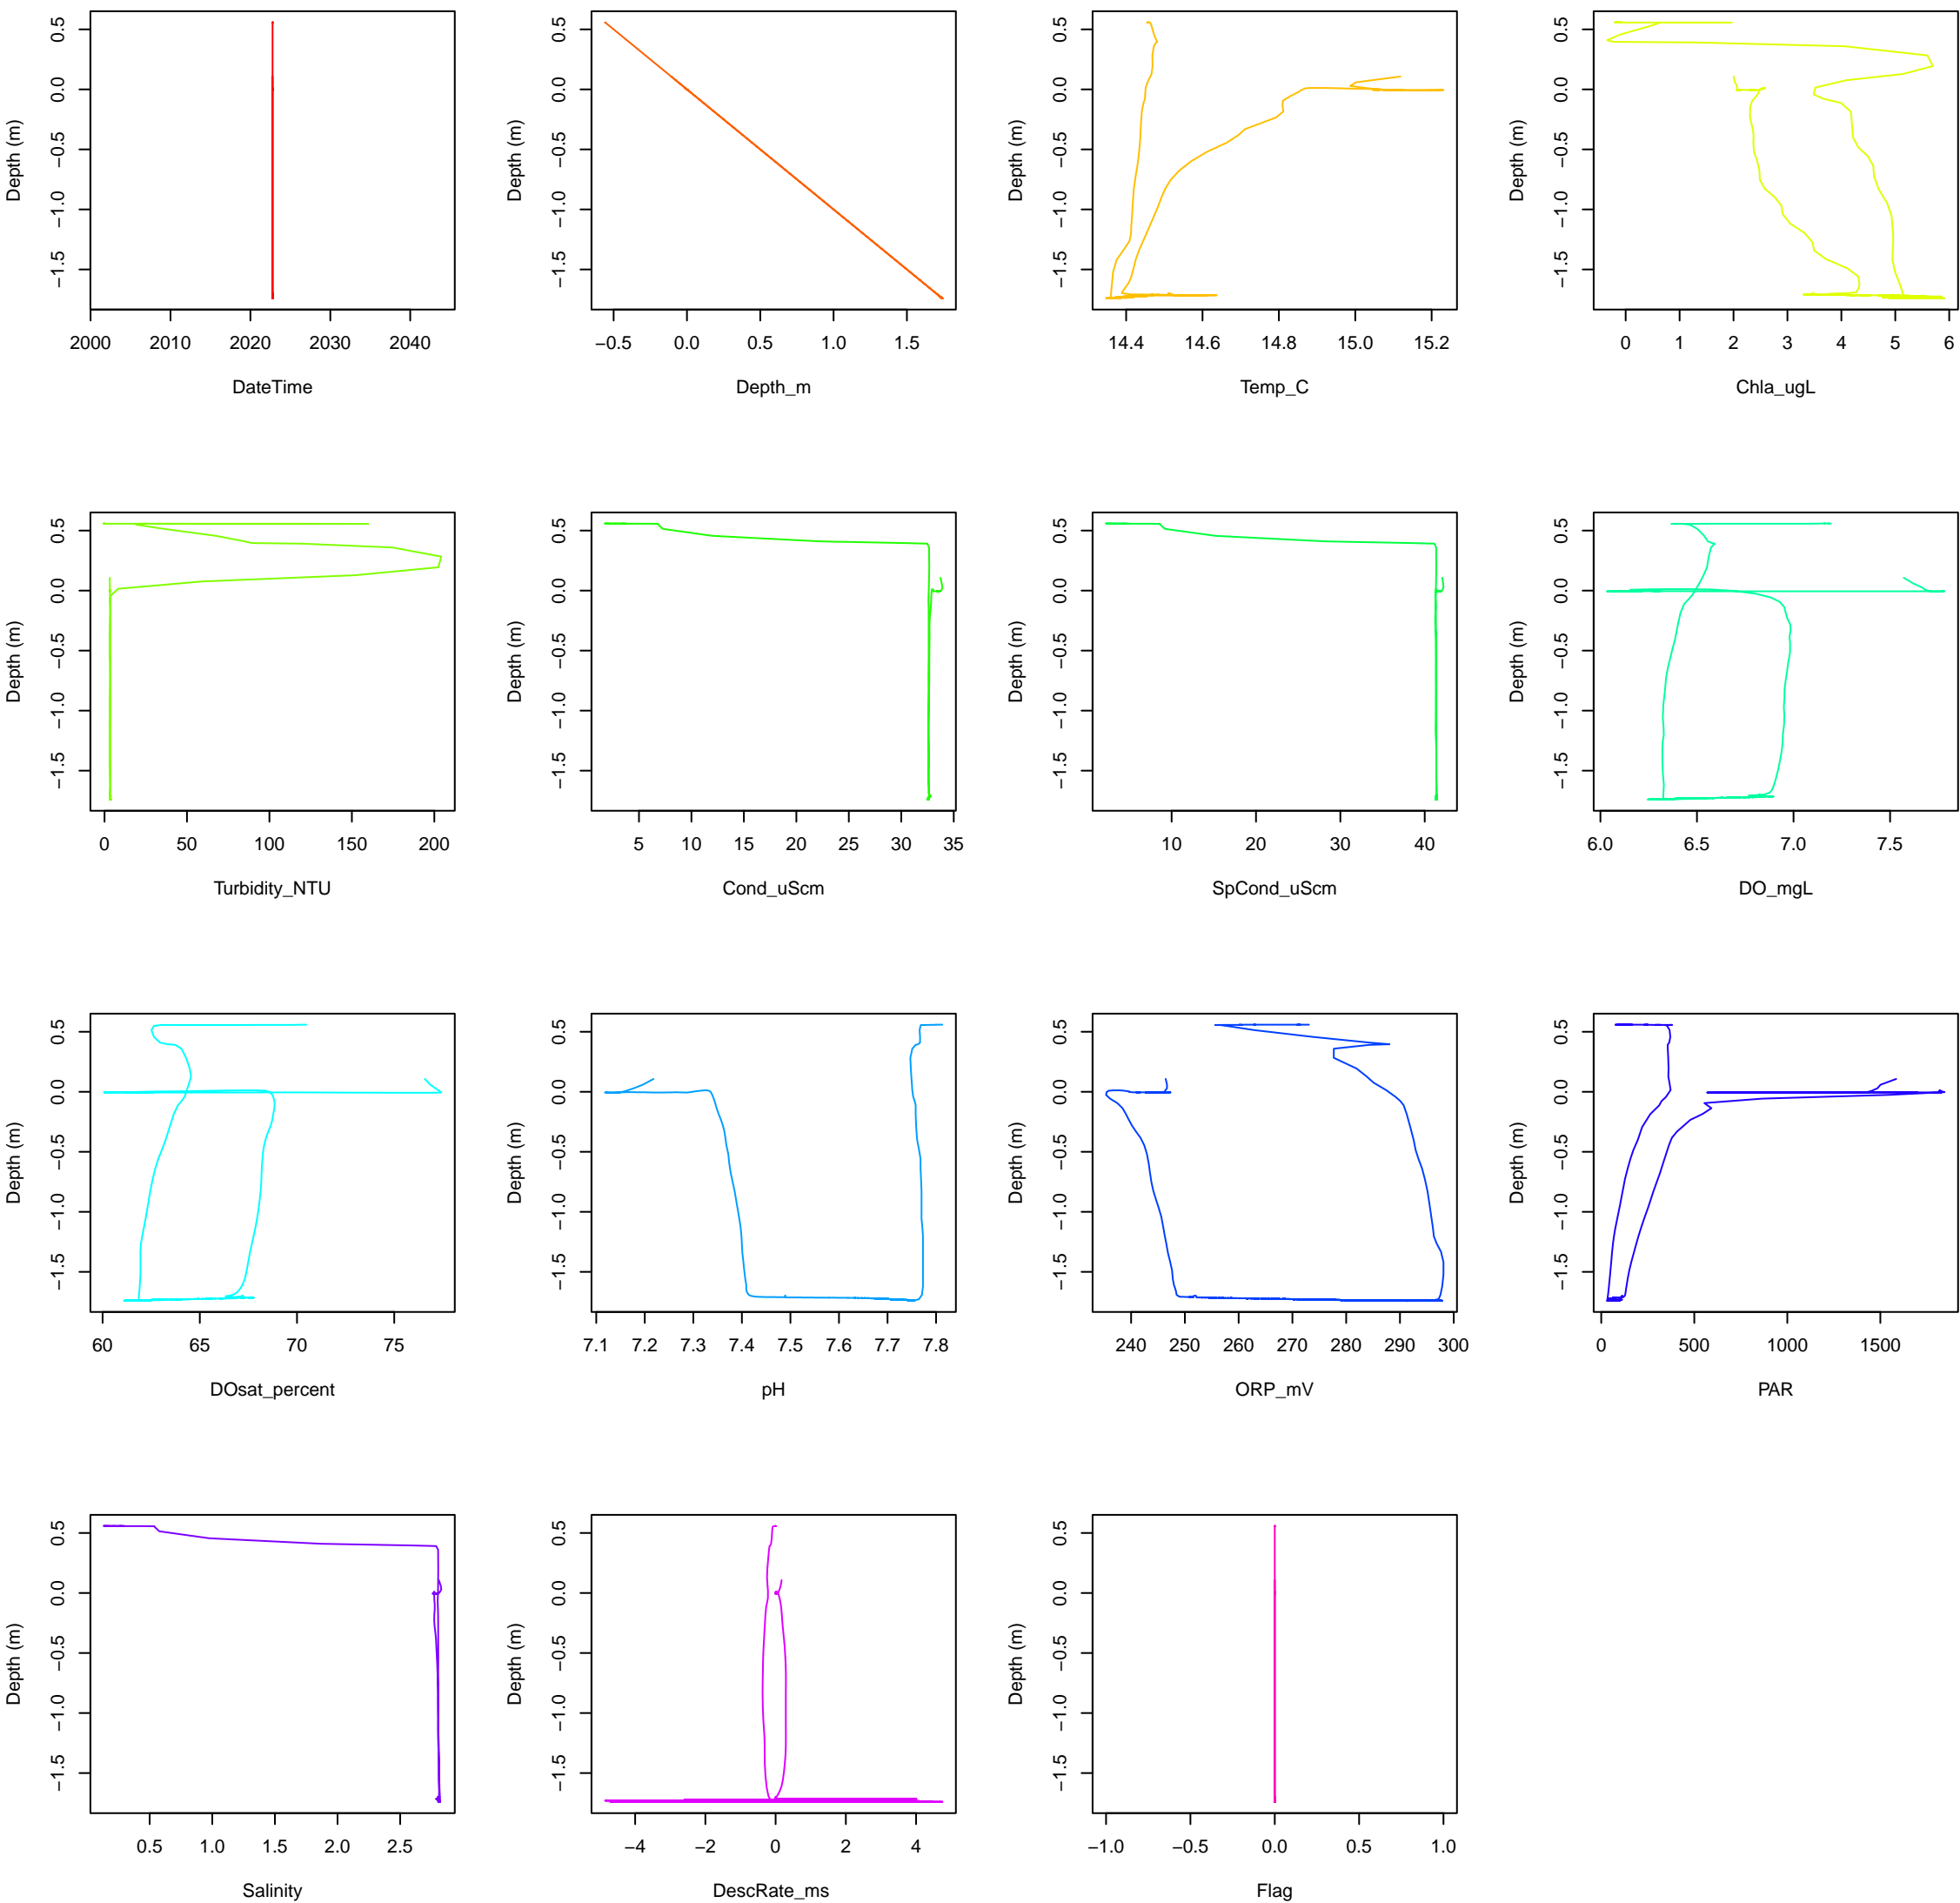 0.5 0.5 0.5 0.5
0.0 0.0 0.0 0.0
Depth (m) Depth (m) Depth (m) Depth (m)
−0.5 −0.5 −0.5 −0.5
−1.0 −1.0 −1.0 −1.0
−1.5 −1.5 −1.5 −1.5
2000 2010 2020 2030 2040 −0.5 0.0 0.5 1.0 1.5 14.4 14.6 14.8 15.0 15.2 0 1 2 3 4 5 6
DateTime Depth_m Temp_C Chla_ugL
0.5 0.5 0.5 0.5
0.0 0.0 0.0 0.0
Depth (m) Depth (m) Depth (m) Depth (m)
−0.5 −0.5 −0.5 −0.5
−1.0 −1.0 −1.0 −1.0
−1.5 −1.5 −1.5 −1.5
0 50 100 150 200 5 10 15 20 25 30 35 10 20 30 40 6.0 6.5 7.0 7.5
Turbidity_NTU Cond_uScm SpCond_uScm DO_mgL
0.5 0.5 0.5 0.5
0.0 0.0 0.0 0.0
Depth (m) Depth (m) Depth (m) Depth (m)
−0.5 −0.5 −0.5 −0.5
−1.0 −1.0 −1.0 −1.0
−1.5 −1.5 −1.5 −1.5
60 65 70 75 7.1 7.2 7.3 7.4 7.5 7.6 7.7 7.8 240 250 260 270 280 290 300 0 500 1000 1500
DOsat_percent pH ORP_mV PAR
0.5 0.5 0.5
0.0 0.0 0.0
Depth (m) Depth (m) Depth (m)
−0.5 −0.5 −0.5
−1.0 −1.0 −1.0
−1.5 −1.5 −1.5
0.5 1.0 1.5 2.0 2.5 −4 −2 0 2 4 −1.0 −0.5 0.0 0.5 1.0
Salinity DescRate_ms Flag